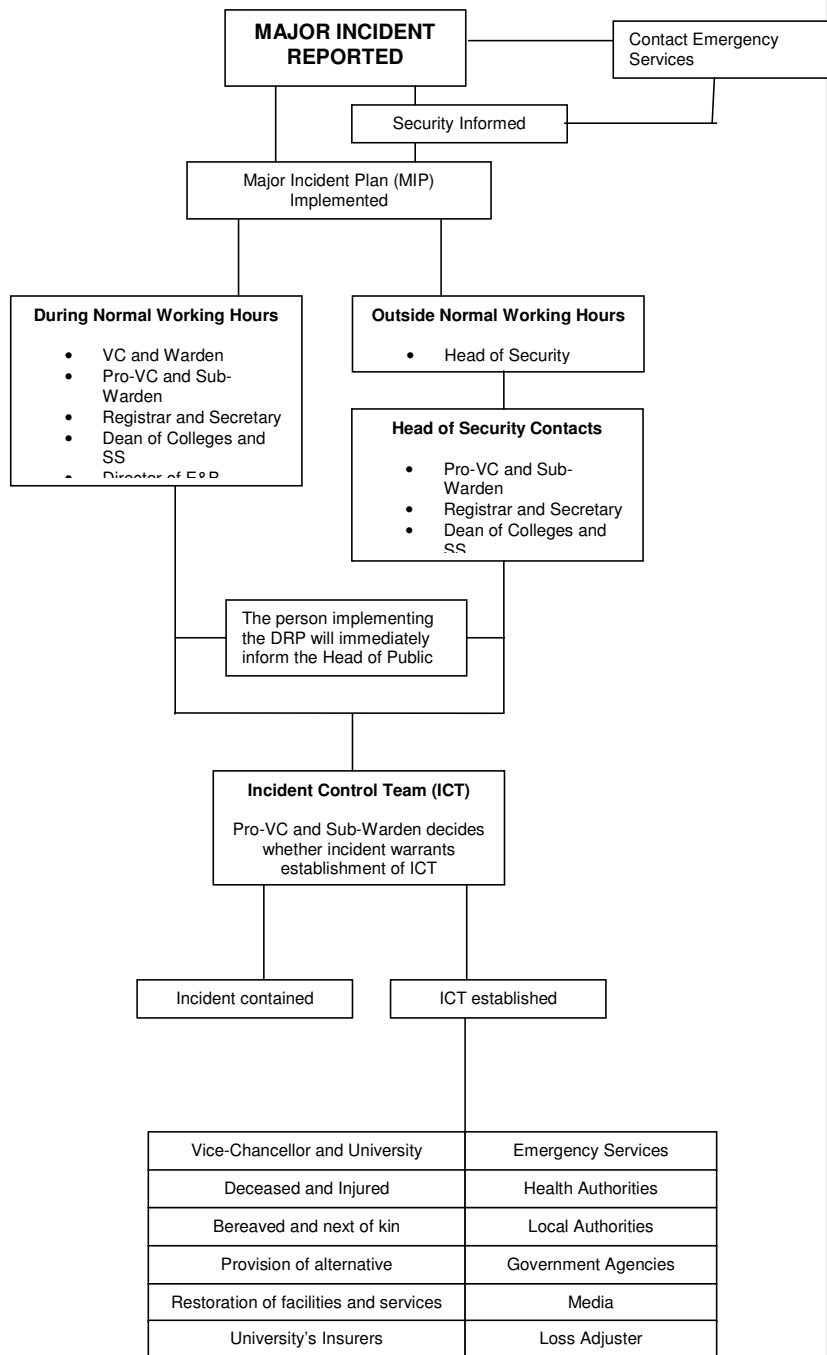 MAJOR INCIDENT
REPORTED
Contact Emergency
Services
Security Informed
Major Incident Plan (MIP)
Implemented
During Normal Working Hours
• VC and Warden
• Pro-VC and Sub-
Warden
• Registrar and Secretary
• Dean of Colleges and
SS
• Director of E&B
Outside Normal Working Hours
• Head of Security
Head of Security Contacts
• Pro-VC and Sub-
Warden
• Registrar and Secretary
• Dean of Colleges and
SS
The person implementing
the DRP will immediately
inform the Head of Public
Incident Control Team (ICT)
Pro-VC and Sub-Warden decides
whether incident warrants
establishment of ICT
Incident contained
ICT established
Vice-Chancellor and University
Emergency Services
Deceased and Injured
Health Authorities
Bereaved and next of kin
Local Authorities
Provision of alternative
Government Agencies
Restoration of facilities and services
Media
University's Insurers
Loss Adjuster